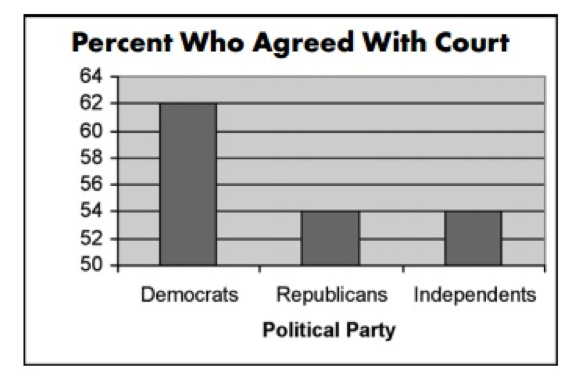 Percent Who Agreed With Court
64
62
60
58
56
54
52
50
Democrats Republicans Independents
Political Party